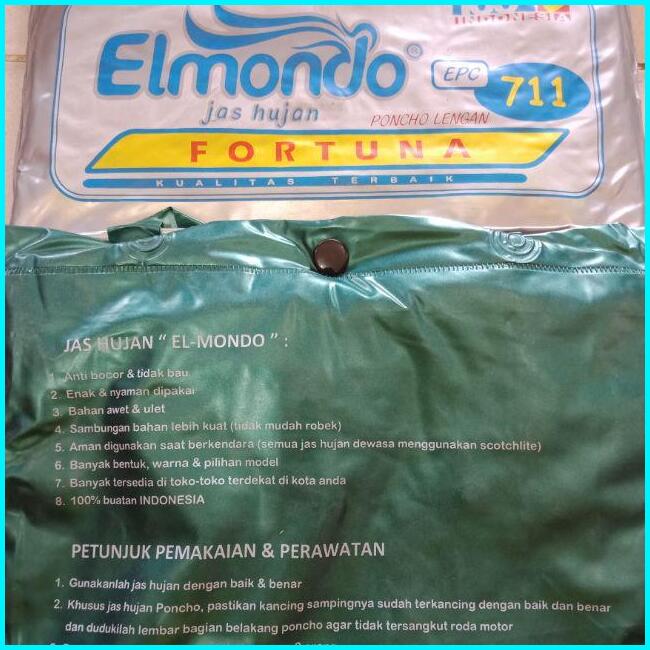 INDONESIA
Elmondo®
jas hujan
EPC 711
PONCHO LENGAN
FORTUNA
KUALITAS TERBAIK
JAS HUJAN “ EL-MONDO ” :
1. Anti bocor & tidak bau
2. Enak & nyaman dipakai
3. Bahan awet & ulet
4. Sambungan bahan lebih kuat (tidak mudah robek)
5. Aman digunakan saat berkendara (semua jas hujan dewasa menggunakan scotchlite)
6. Banyak bentuk, warna & pilihan model
7. Banyak tersedia di toko-toko terdekat di kota anda
8. 100% buatan INDONESIA
PETUNJUK PEMAKAIAN & PERAWATAN
1. Gunakanlah jas hujan dengan baik & benar
2. Khusus jas hujan Poncho, pastikan kancing sampingnya sudah terkancing dengan baik dan benar
dan dudukilah lembar bagian belakang poncho agar tidak tersangkut roda motor